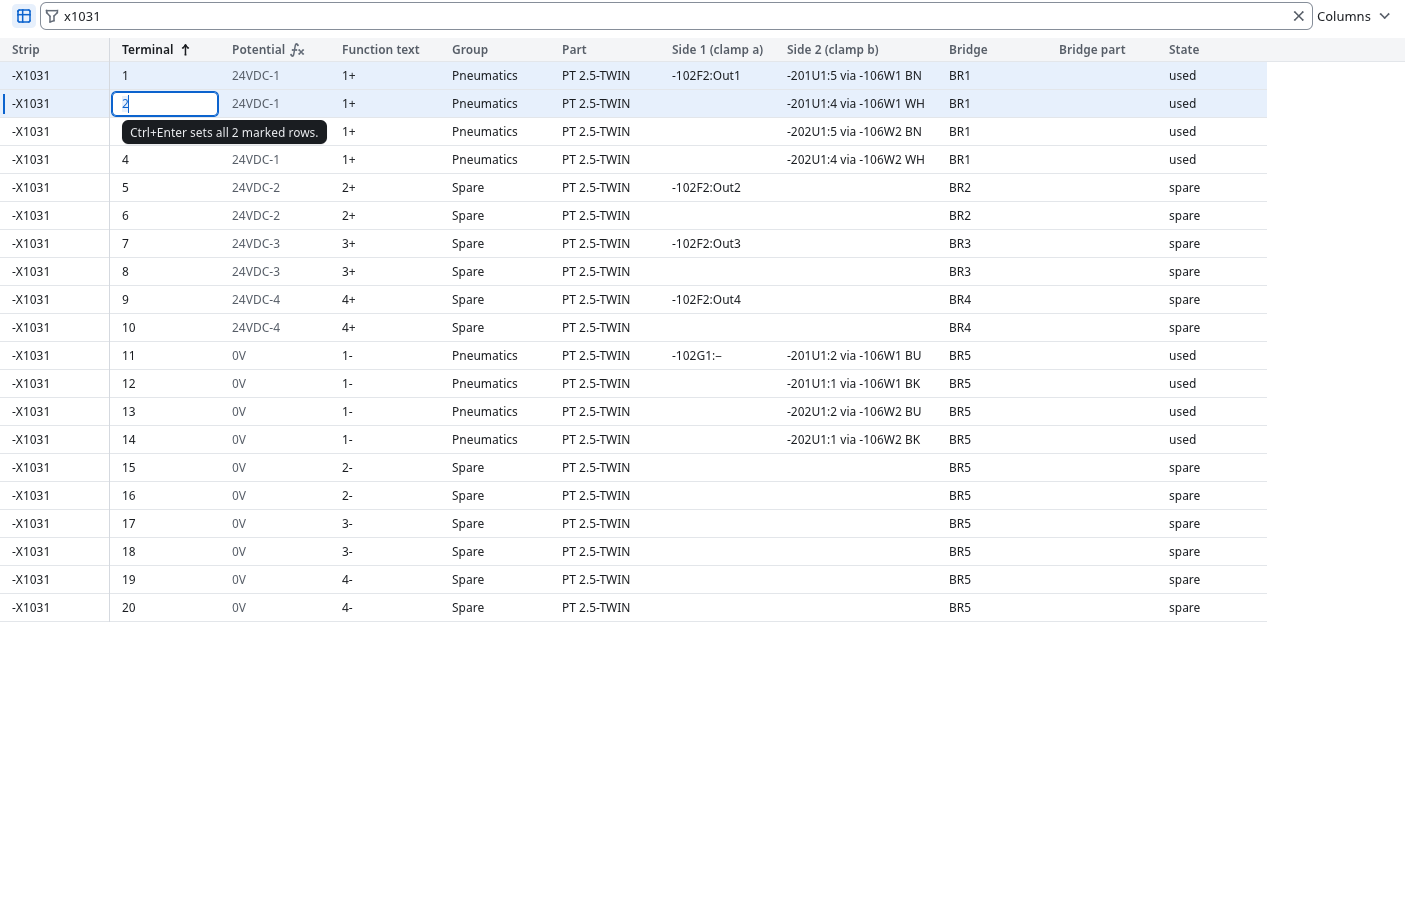 x1031 Columns
Strip Terminal Potential fx Function text Group Part Side 1 (clamp a) Side 2 (clamp b) Bridge Bridge part State
-X1031 1 24VDC-1 1+ Pneumatics PT 2.5-TWIN -102F2:Out1 -201U1:5 via -106W1 BN BR1 used
-X1031 2 24VDC-1 1+ Pneumatics PT 2.5-TWIN -201U1:4 via -106W1 WH BR1 used
-X1031 Ctrl+Enter sets all 2 marked rows. 1+ Pneumatics PT 2.5-TWIN -202U1:5 via -106W2 BN BR1 used
-X1031 4 24VDC-1 1+ Pneumatics PT 2.5-TWIN -202U1:4 via -106W2 WH BR1 used
-X1031 5 24VDC-2 2+ Spare PT 2.5-TWIN -102F2:Out2 BR2 spare
-X1031 6 24VDC-2 2+ Spare PT 2.5-TWIN BR2 spare
-X1031 7 24VDC-3 3+ Spare PT 2.5-TWIN -102F2:Out3 BR3 spare
-X1031 8 24VDC-3 3+ Spare PT 2.5-TWIN BR3 spare
-X1031 9 24VDC-4 4+ Spare PT 2.5-TWIN -102F2:Out4 BR4 spare
-X1031 10 24VDC-4 4+ Spare PT 2.5-TWIN BR4 spare
-X1031 11 0V 1- Pneumatics PT 2.5-TWIN -102G1:− -201U1:2 via -106W1 BU BR5 used
-X1031 12 0V 1- Pneumatics PT 2.5-TWIN -201U1:1 via -106W1 BK BR5 used
-X1031 13 0V 1- Pneumatics PT 2.5-TWIN -202U1:2 via -106W2 BU BR5 used
-X1031 14 0V 1- Pneumatics PT 2.5-TWIN -202U1:1 via -106W2 BK BR5 used
-X1031 15 0V 2- Spare PT 2.5-TWIN BR5 spare
-X1031 16 0V 2- Spare PT 2.5-TWIN BR5 spare
-X1031 17 0V 3- Spare PT 2.5-TWIN BR5 spare
-X1031 18 0V 3- Spare PT 2.5-TWIN BR5 spare
-X1031 19 0V 4- Spare PT 2.5-TWIN BR5 spare
-X1031 20 0V 4- Spare PT 2.5-TWIN BR5 spare